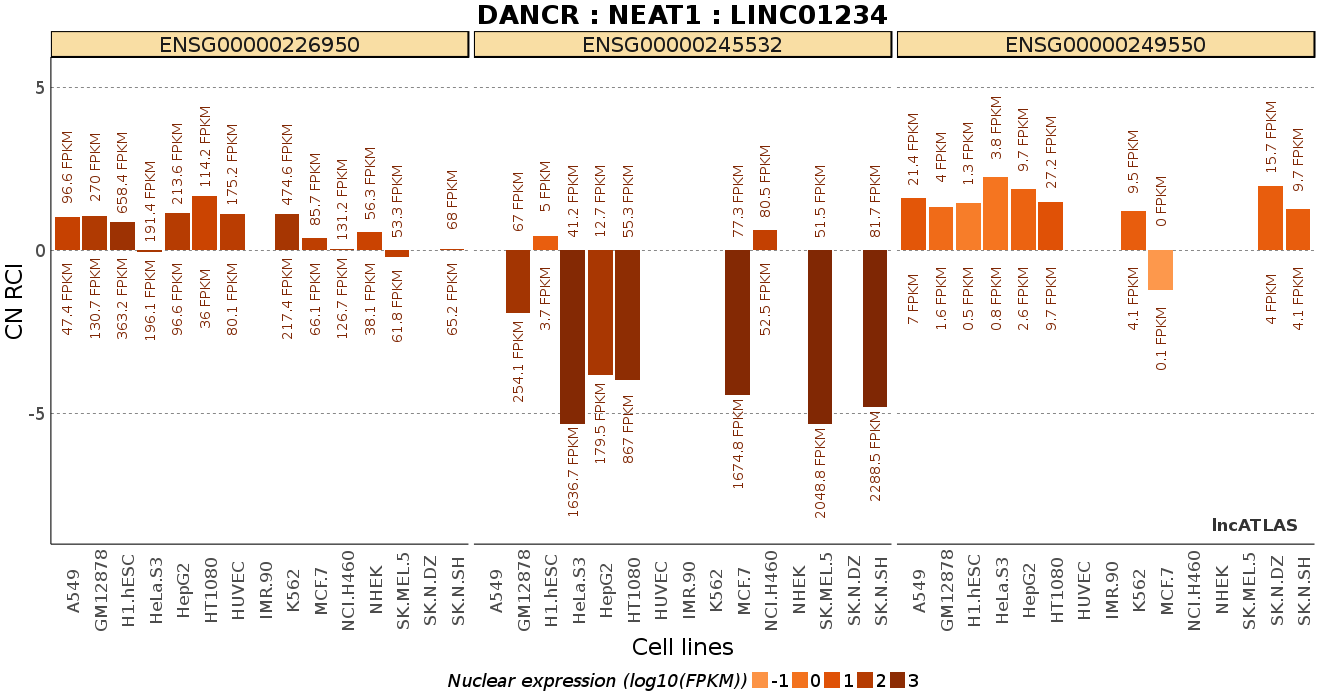 DANCR : NEAT1 : LINC01234
ENSG00000226950 ENSG00000245532 ENSG00000249550
CN RCI
5
0
-5
96.6 FPKM 270 FPKM 658.4 FPKM 191.4 FPKM 213.6 FPKM 114.2 FPKM 175.2 FPKM 474.6 FPKM 85.7 FPKM 131.2 FPKM 56.3 FPKM 53.3 FPKM 68 FPKM
47.4 FPKM 130.7 FPKM 363.2 FPKM 196.1 FPKM 96.6 FPKM 36 FPKM 80.1 FPKM 217.4 FPKM 66.1 FPKM 126.7 FPKM 38.1 FPKM 61.8 FPKM 65.2 FPKM
67 FPKM 5 FPKM 41.2 FPKM 12.7 FPKM 55.3 FPKM 77.3 FPKM 80.5 FPKM 51.5 FPKM 81.7 FPKM
254.1 FPKM 3.7 FPKM 1636.7 FPKM 179.5 FPKM 867 FPKM 1674.8 FPKM 52.5 FPKM 2048.8 FPKM 2288.5 FPKM
21.4 FPKM 4 FPKM 1.3 FPKM 3.8 FPKM 9.7 FPKM 27.2 FPKM 9.5 FPKM 0 FPKM 15.7 FPKM 9.7 FPKM
7 FPKM 1.6 FPKM 0.5 FPKM 0.8 FPKM 2.6 FPKM 9.7 FPKM 4.1 FPKM 0.1 FPKM 4 FPKM 4.1 FPKM
lncATLAS
A549 GM12878 H1.hESC HeLa.S3 HepG2 HT1080 HUVEC IMR.90 K562 MCF.7 NCI.H460 NHEK SK.MEL.5 SK.N.DZ SK.N.SH
A549 GM12878 H1.hESC HeLa.S3 HepG2 HT1080 HUVEC IMR.90 K562 MCF.7 NCI.H460 NHEK SK.MEL.5 SK.N.DZ SK.N.SH
A549 GM12878 H1.hESC HeLa.S3 HepG2 HT1080 HUVEC IMR.90 K562 MCF.7 NCI.H460 NHEK SK.MEL.5 SK.N.DZ SK.N.SH
Cell lines
Nuclear expression (log10(FPKM)) -1 0 1 2 3